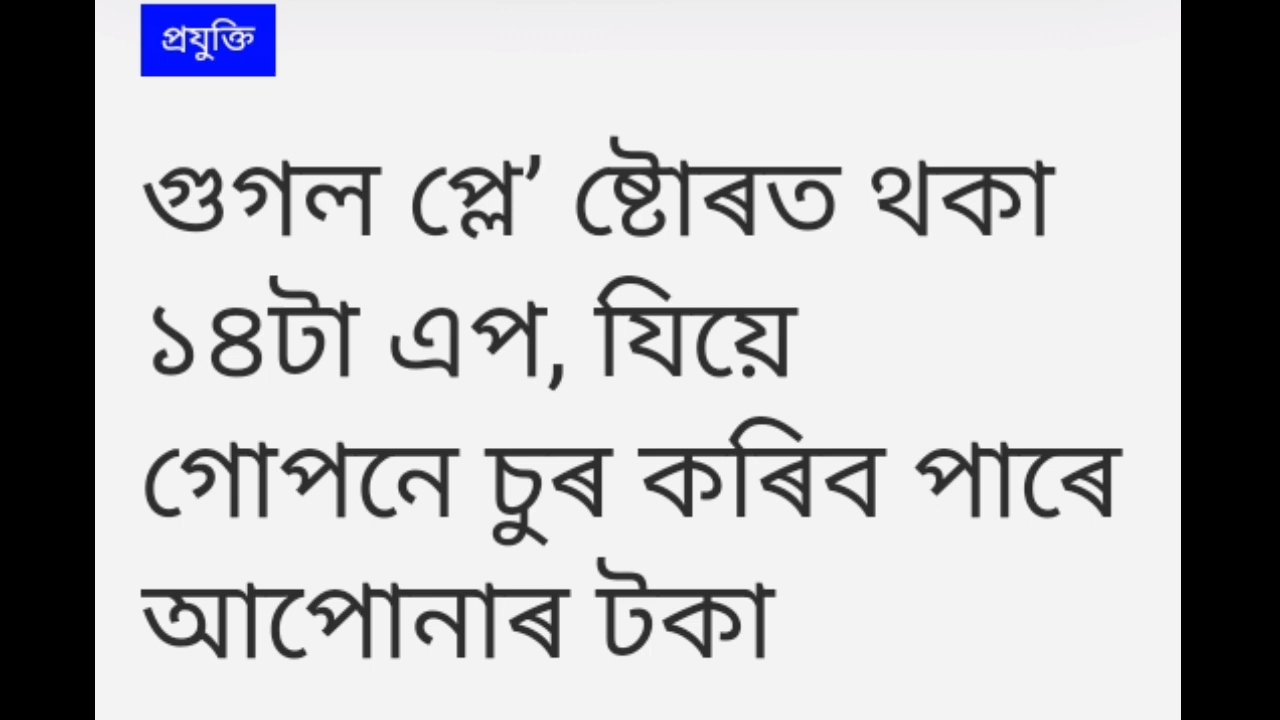 প্ৰযুক্তি
গুগল প্লে’ ষ্টোৰত থকা
১৪টা এপ, যিয়ে
গোপনে চুৰ কৰিব পাৰে
আপোনাৰ টকা